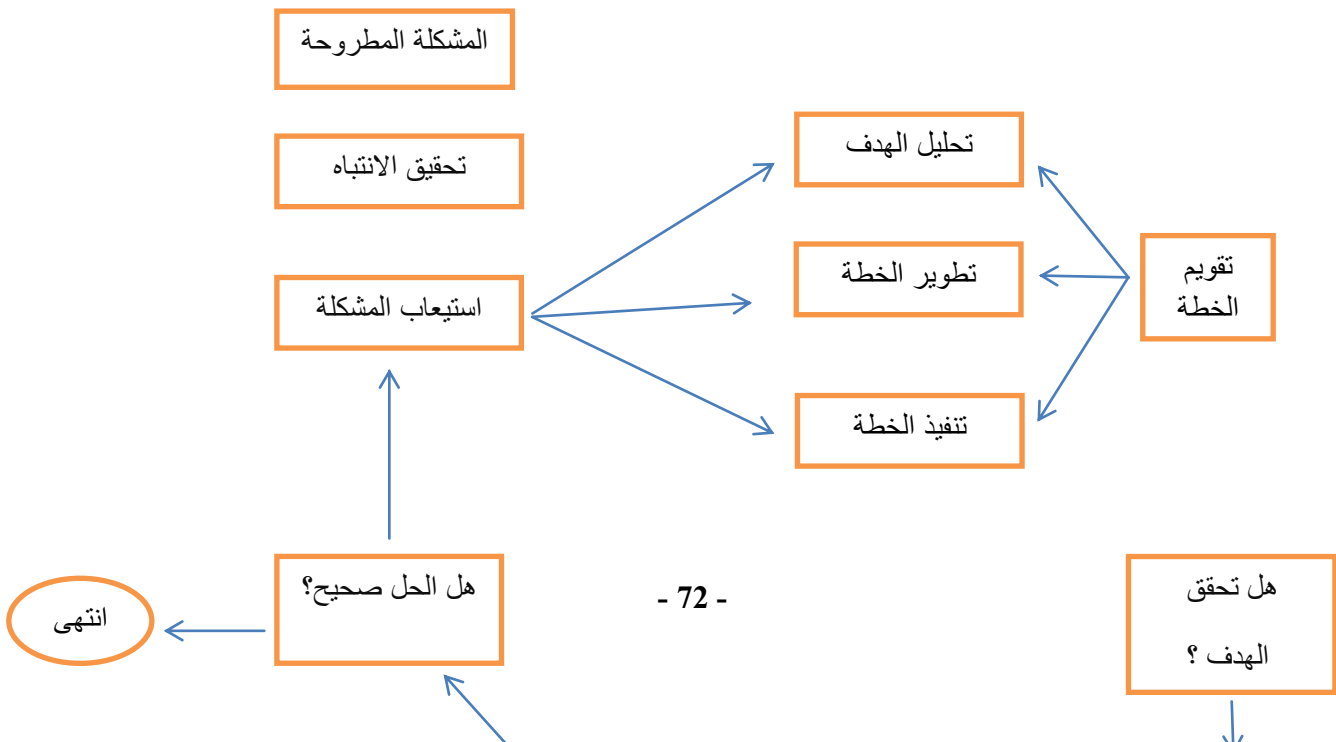 المشكلة المطروحة
تحقيق الانتباه
تحليل الهدف
استيعاب المشكلة
تطوير الخطة
تقويم
الخطة
تنفيذ الخطة
هل الحل صحيح؟
انتهى
- 72 -
هل تحقق
الهدف ؟